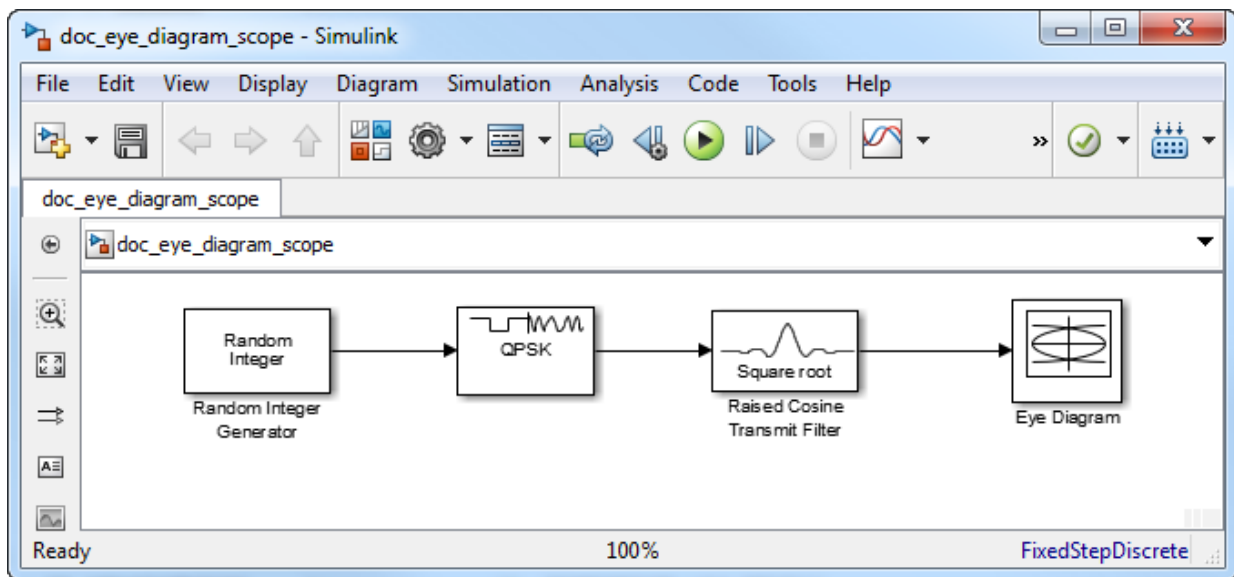 doc_eye_diagram_scope - Simulink
File Edit View Display Diagram Simulation Analysis Code Tools Help
»
doc_eye_diagram_scope
doc_eye_diagram_scope
Random
Integer
Random Integer
Generator
QPSK
Square root
Raised Cosine
Transmit Filter
Eye Diagram
A
Ready 100% FixedStepDiscrete